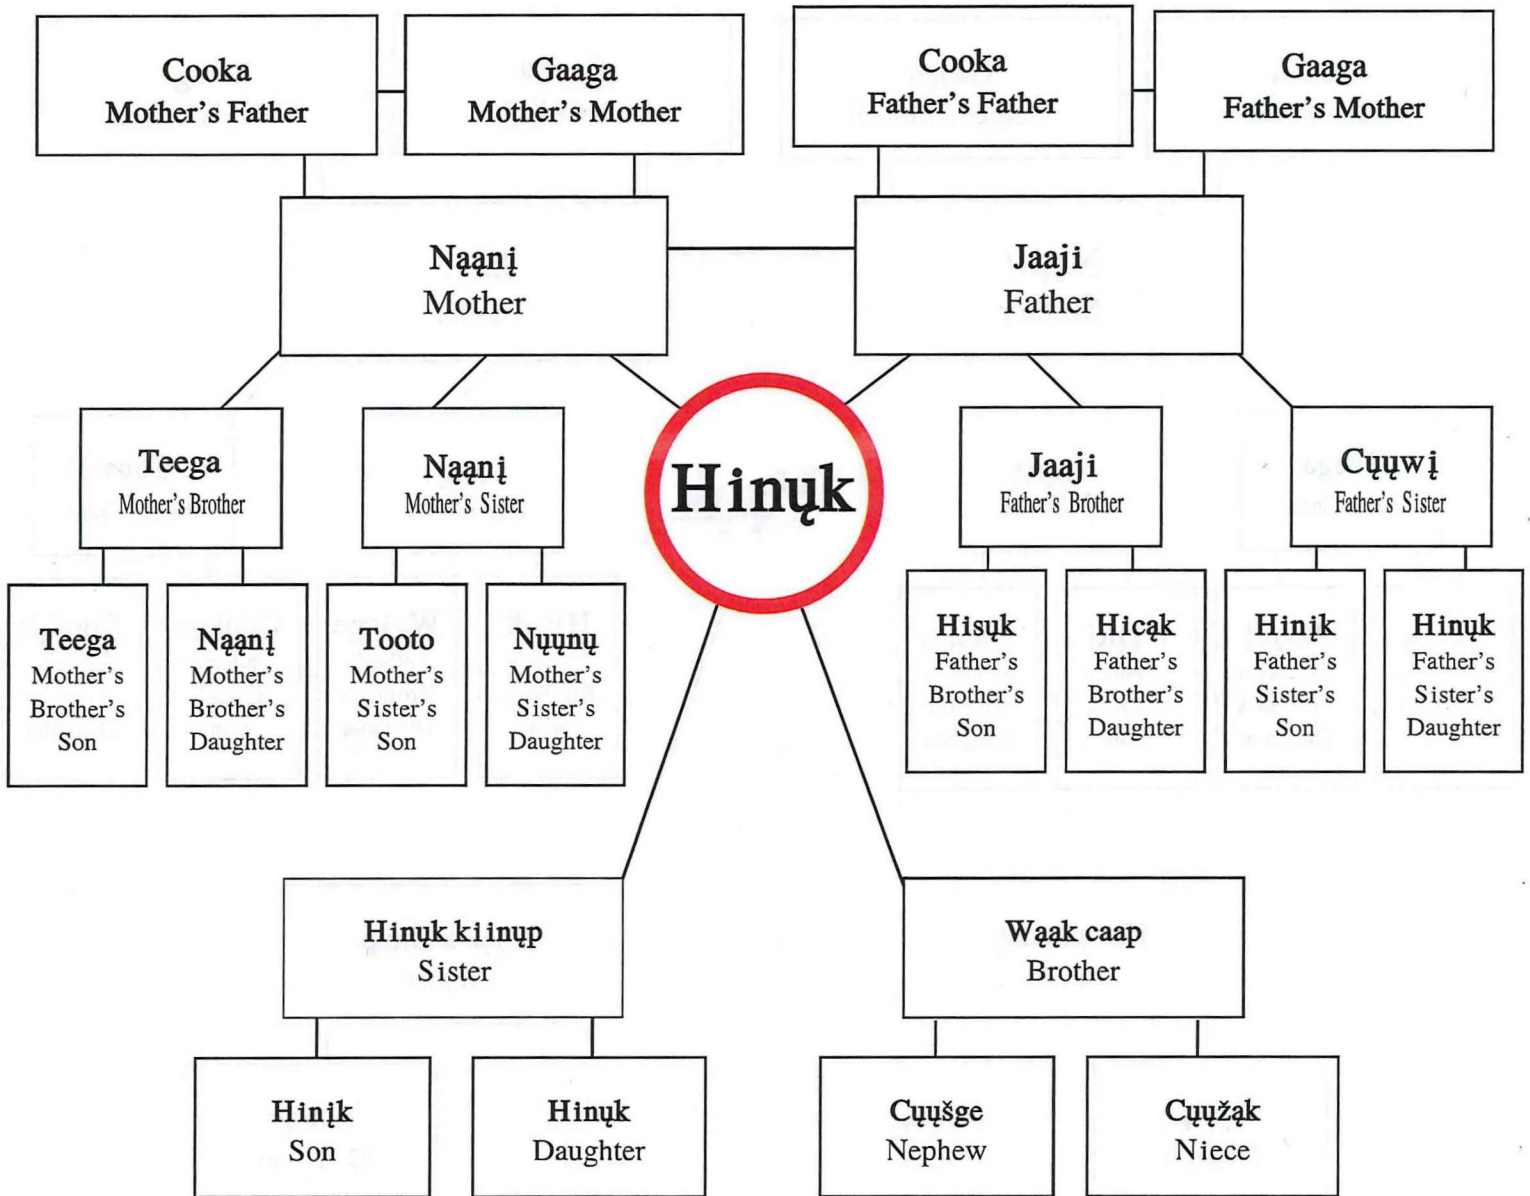 Cooka
Mother's Father
Gaaga
Mother's Mother
Cooka
Father's Father
Gaaga
Father's Mother
Nąąnį
Mother
Jaaji
Father
Teega
Mother's Brother
Nąąnį
Mother's Sister
Hinųk
Jaaji
Father's Brother
Cųųwį
Father's Sister
Teega
Mother's
Brother's
Son
Nąąnį
Mother's
Brother's
Daughter
Tooto
Mother's
Sister's
Son
Nųųnų
Mother's
Sister's
Daughter
Hisųk
Father's
Brother's
Son
Hicąk
Father's
Brother's
Daughter
Hinįk
Father's
Sister's
Son
Hinųk
Father's
Sister's
Daughter
Hinųk kiinųp
Sister
Wąąk caap
Brother
Hinįk
Son
Hinųk
Daughter
Cųųšge
Nephew
Cųųžąk
Niece